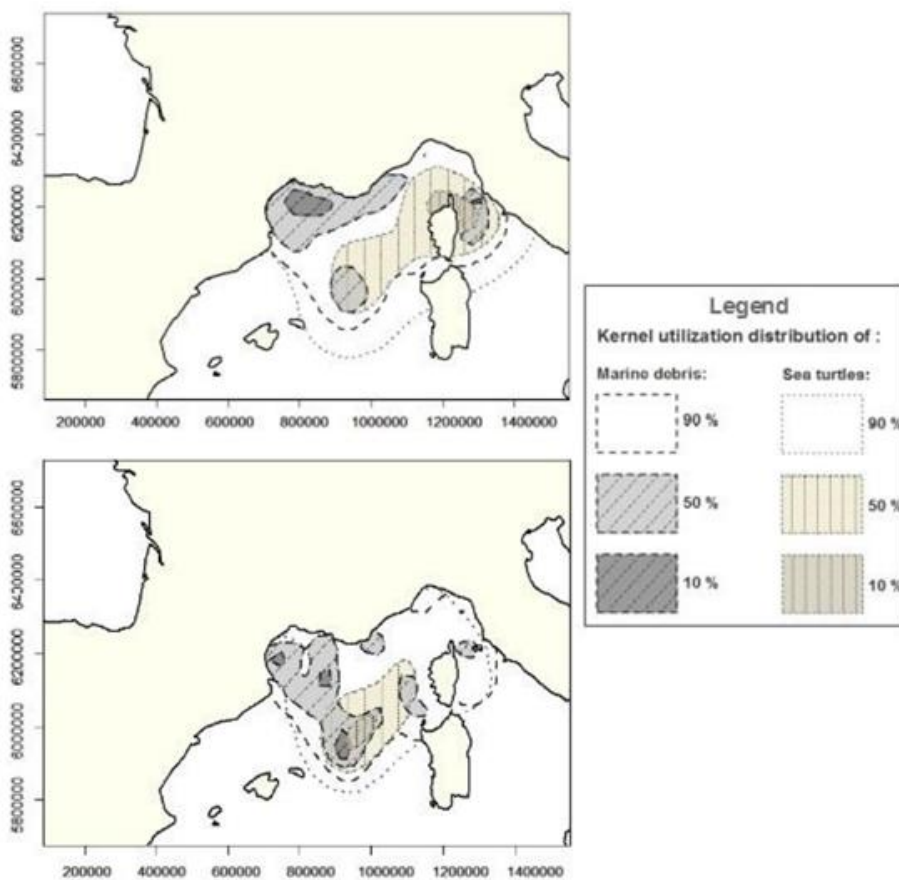 6600000
6400000
6200000
6000000
5800000
200000 400000 600000 800000 1000000 1200000 1400000
Legend
Kernel utilization distribution of :
Marine debris: Sea turtles:
90 % 90 %
50 % 50 %
10 % 10 %
6600000
6400000
6200000
6000000
5800000
200000 400000 600000 800000 1000000 1200000 1400000